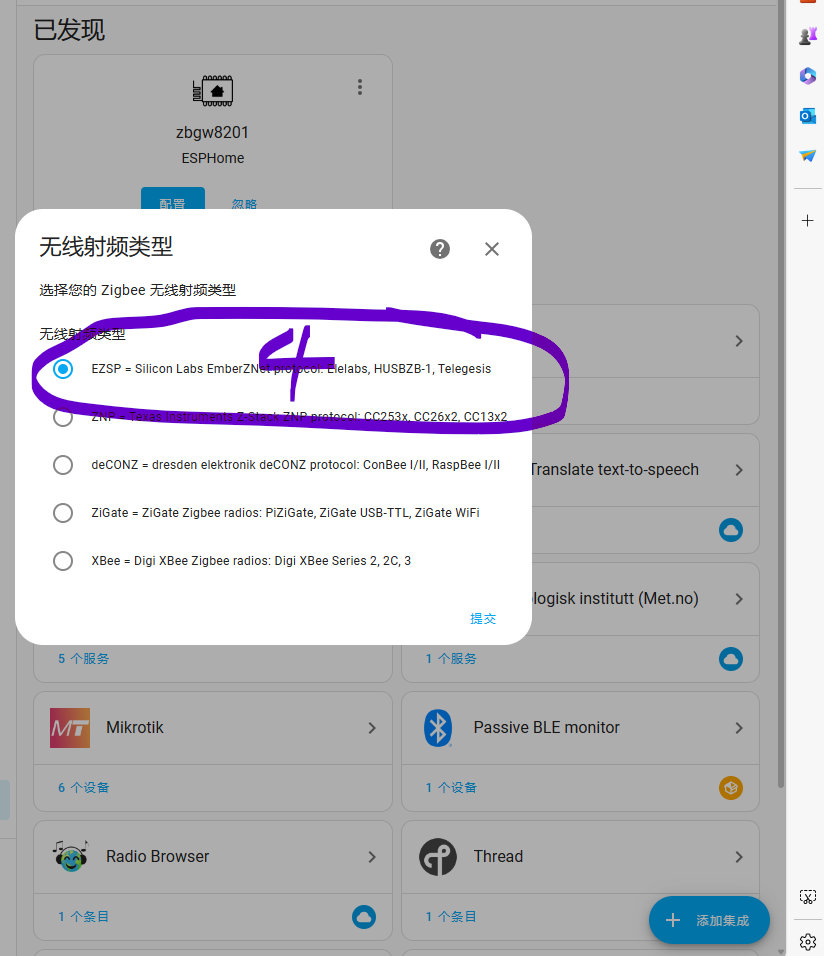 已发现
zbgw8201
ESPHome
配置
忽略
无线射频类型
选择您的 Zigbee 无线射频类型
无线射频类型
4
EZSP = Silicon Labs EmberZNet protocol: Elelabs, HUSBZB-1, Telegesis
ZNP = Texas Instruments Z-Stack ZNP protocol: CC253x, CC26x2, CC13x2
deCONZ = dresden elektronik deCONZ protocol: ConBee I/II, RaspBee I/II
ZiGate = ZiGate Zigbee radios: PiZiGate, ZiGate USB-TTL, ZiGate WiFi
XBee = Digi XBee Zigbee radios: Digi XBee Series 2, 2C, 3
提交
Translate text-to-speech
ologisk institutt (Met.no)
5 个服务
1 个服务
MT
Mikrotik
Passive BLE monitor
6 个设备
1 个设备
Radio Browser
Thread
1 个条目
1 个条目
添加集成